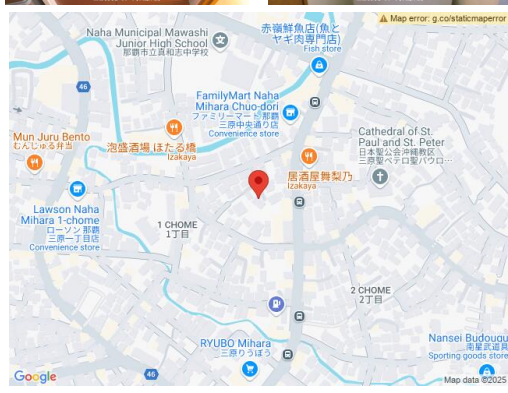 Map error: g.co/staticmaperror
Naha Municipal Mawashi
Junior High School
那覇市立真和志中学校
赤嶺鮮魚店(魚と
ヤギ肉専門店)
Fish store
46
FamilyMart Naha
Mihara Chuo-dori
ファミリーマート 那覇
三原中央通り店
Convenience store
Mun Juru Bento
むんじゅる弁当
泡盛酒場 ほたる橋
Izakaya
Cathedral of St.
Paul and St. Peter
日本聖公会沖縄教区
三原聖ペテロ聖パウロ…
居酒屋舞梨乃
Izakaya
Lawson Naha
Mihara 1-chome
ローソン 那覇
三原一丁目店
Convenience store
1 CHOME
1丁目
2 CHOME
2丁目
RYUBO Mihara
三原りうぼう
Nansei Budougu
南星武道具
Sporting goods store
46
Google
Map data ©2025